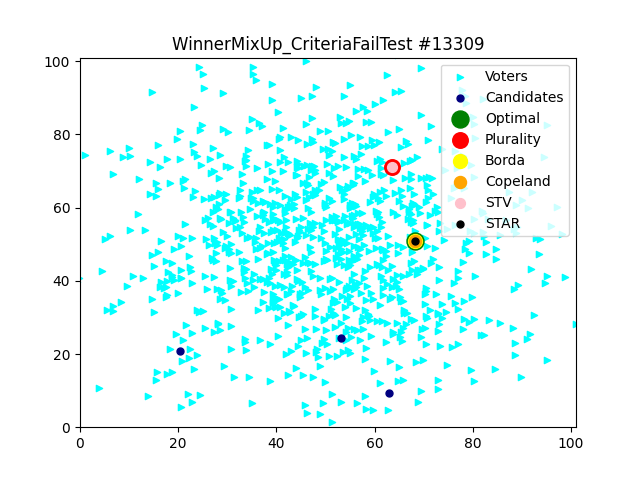 WinnerMixUp_CriteriaFailTest #13309
100
80
60
40
20
0
0 20 40 60 80 100
Voters
Candidates
Optimal
Plurality
Borda
Copeland
STV
STAR